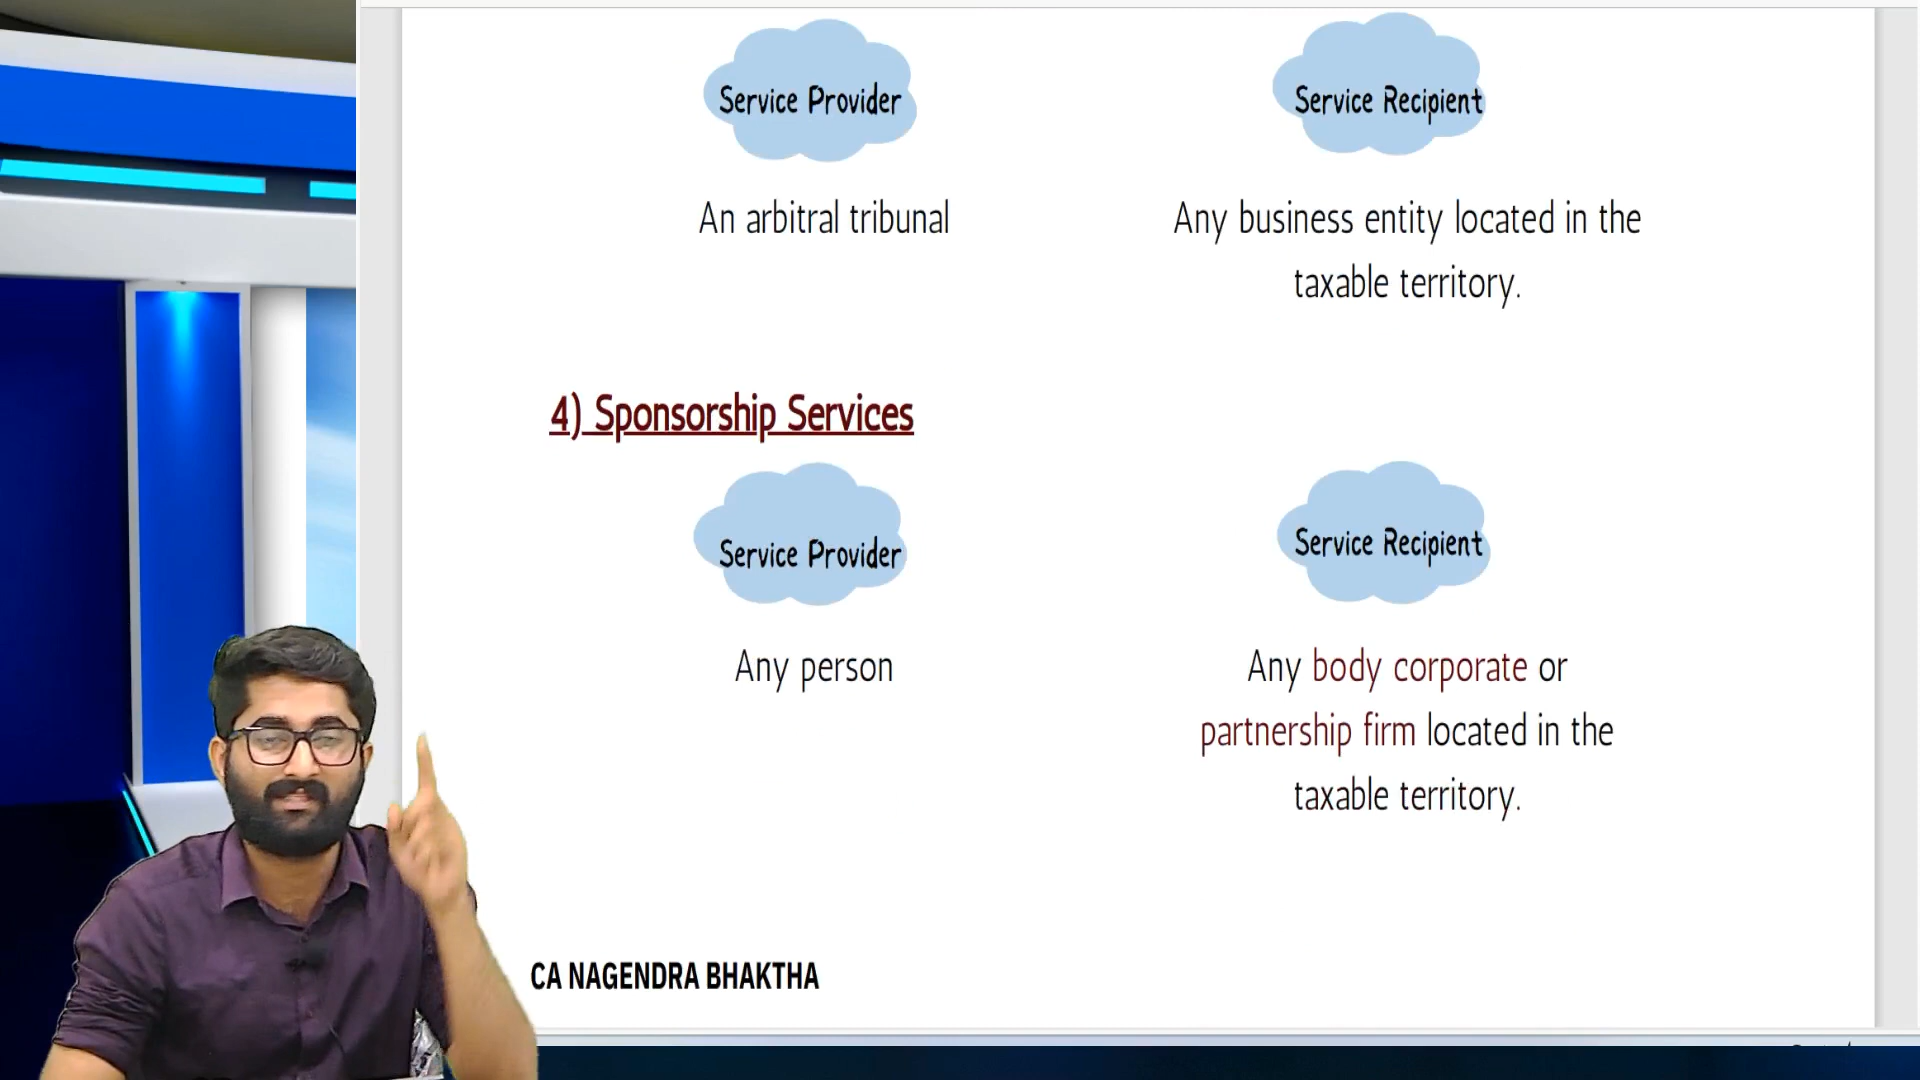 Service Provider
Service Recipient
An arbitral tribunal
Any business entity located in the
taxable territory.
4) Sponsorship Services
Service Provider
Service Recipient
Any person
Any body corporate or
partnership firm located in the
taxable territory.
CA NAGENDRA BHAKTHA